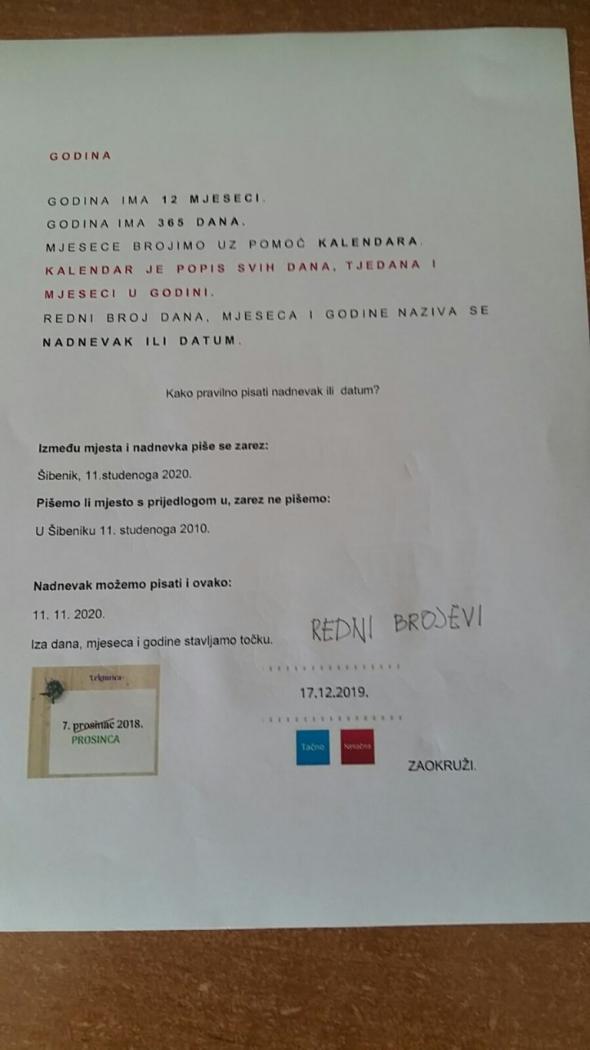 GODINA
GODINA IMA 12 MJESECI.
GODINA IMA 365 DANA.
MJESECE BROJIMO UZ POMOĆ KALENDARA.
KALENDAR JE POPIS SVIH DANA, TJEDANA I
MJESECI U GODINI.
REDNI BROJ DANA, MJESECA I GODINE NAZIVA SE
NADNEVAK ILI DATUM.
Kako pravilno pisati nadnevak ili datum?
Između mjesta i nadnevka piše se zarez:
Šibenik, 11.studenoga 2020.
Pišemo li mjesto s prijedlogom u, zarez ne pišemo:
U Šibeniku 11. studenoga 2010.
Nadnevak možemo pisati i ovako:
11. 11. 2020.
Iza dana, mjeseca i godine stavljamo točku.
REDNI BROJEVI
7. prosinac 2018.
PROSINCA
17.12.2019.
Tačno
Netačno
ZAOKRUŽI.